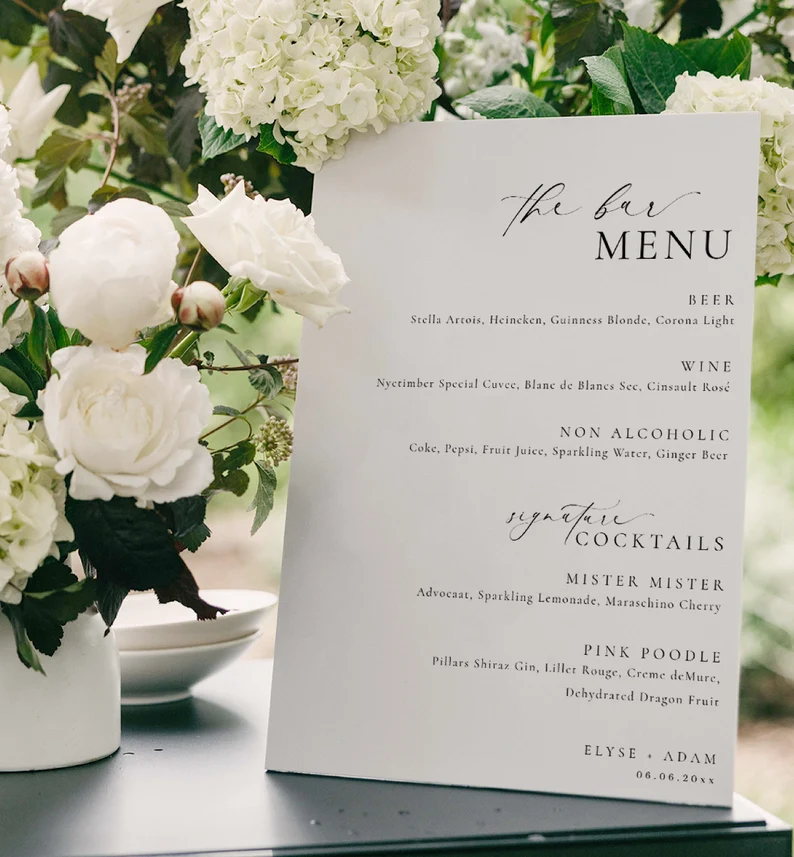 the bar
MENU
BEER
Stella Artois, Heineken, Guinness Blonde, Corona Light
WINE
Nyetimber Special Cuvee, Blanc de Blancs Sec, Cinsault Rosé
NON ALCOHOLIC
Coke, Pepsi, Fruit Juice, Sparkling Water, Ginger Beer
signature
COCKTAILS
MISTER MISTER
Advocaat, Sparkling Lemonade, Maraschino Cherry
PINK POODLE
Pillars Shiraz Gin, Lillet Rouge, Creme deMure,
Dehydrated Dragon Fruit
ELYSE + ADAM
06.06.20xx